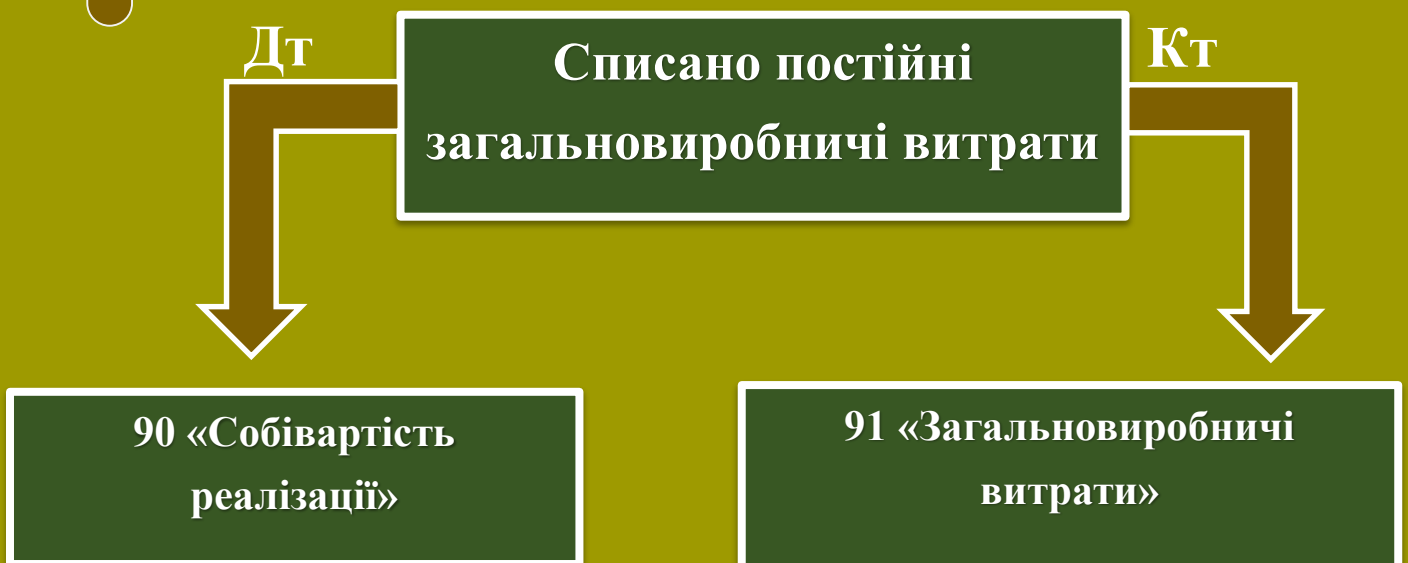 Дт
Списано постійні
загальновиробничі витрати
Кт
90 «Собівартість
реалізації»
91 «Загальновиробничі
витрати»